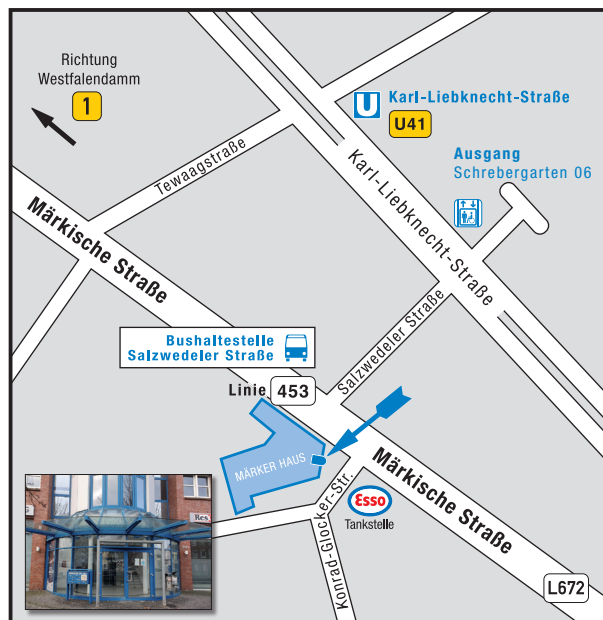 Richtung
Westfalendamm
1
U
Karl-Liebknecht-Straße
U41
Ausgang
Schrebergarten 06
Tewaagstraße
Karl-Liebknecht-Straße
Märkische Straße
Bushaltestelle
Salzwedeler Straße
Salzwedeler Straße
Linie 453
MÄRKER HAUS
Märkische Straße
Esso
Tankstelle
Konrad-Glocker-Str.
L672